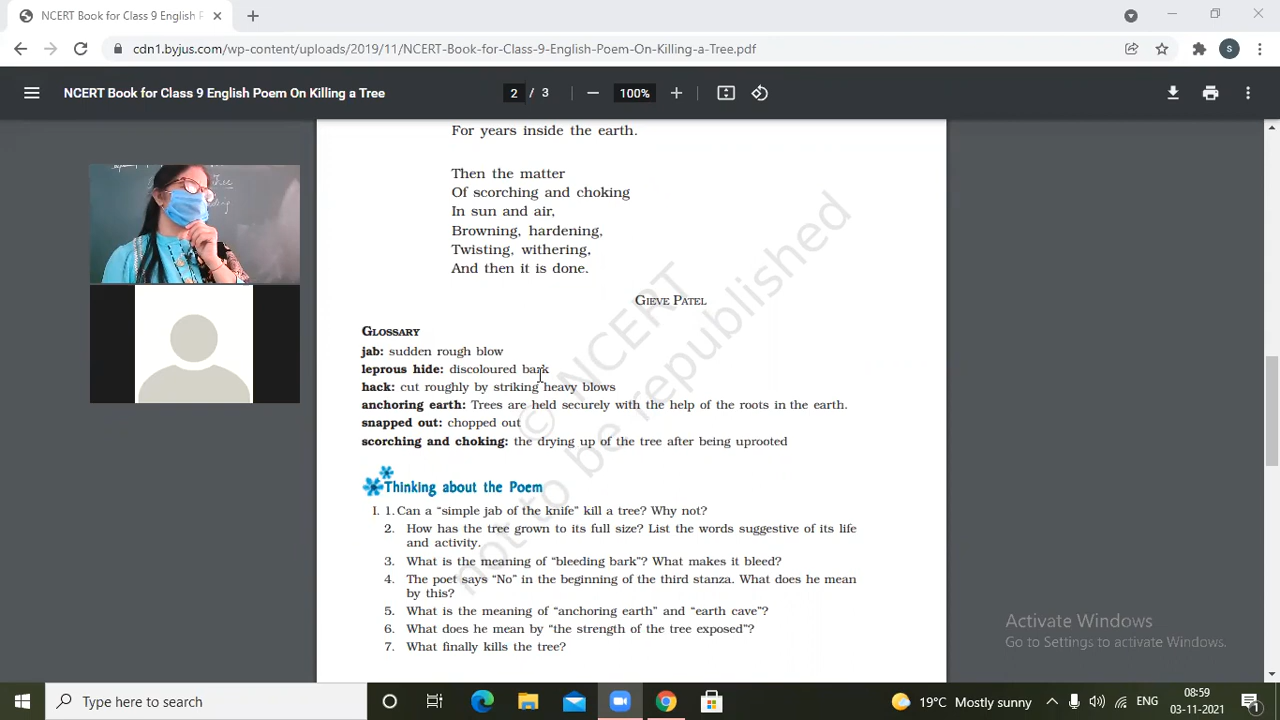 NCERT Book for Class 9 English P
cdn1.byjus.com/wp-content/uploads/2019/11/NCERT-Book-for-Class-9-English-Poem-On-Killing-a-Tree.pdf
S
NCERT Book for Class 9 English Poem On Killing a Tree
2 / 3
100%
For years inside the earth.
Then the matter
Of scorching and choking
In sun and air,
Browning, hardening,
Twisting, withering,
And then it is done.
GIEVE PATEL
GLOSSARY
jab: sudden rough blow
leprous hide: discoloured bark
hack: cut roughly by striking heavy blows
anchoring earth: Trees are held securely with the help of the roots in the earth.
snapped out: chopped out
scorching and choking: the drying up of the tree after being uprooted
Thinking about the Poem
I. 1. Can a “simple jab of the knife” kill a tree? Why not?
2. How has the tree grown to its full size? List the words suggestive of its life
and activity.
3. What is the meaning of “bleeding bark”? What makes it bleed?
4. The poet says “No” in the beginning of the third stanza. What does he mean
by this?
5. What is the meaning of “anchoring earth” and “earth cave”?
6. What does he mean by “the strength of the tree exposed”?
7. What finally kills the tree?
© NCERT
not to be republished
Activate Windows
Go to Settings to activate Windows.
Type here to search
19°C Mostly sunny
ENG
08:59
03-11-2021
1